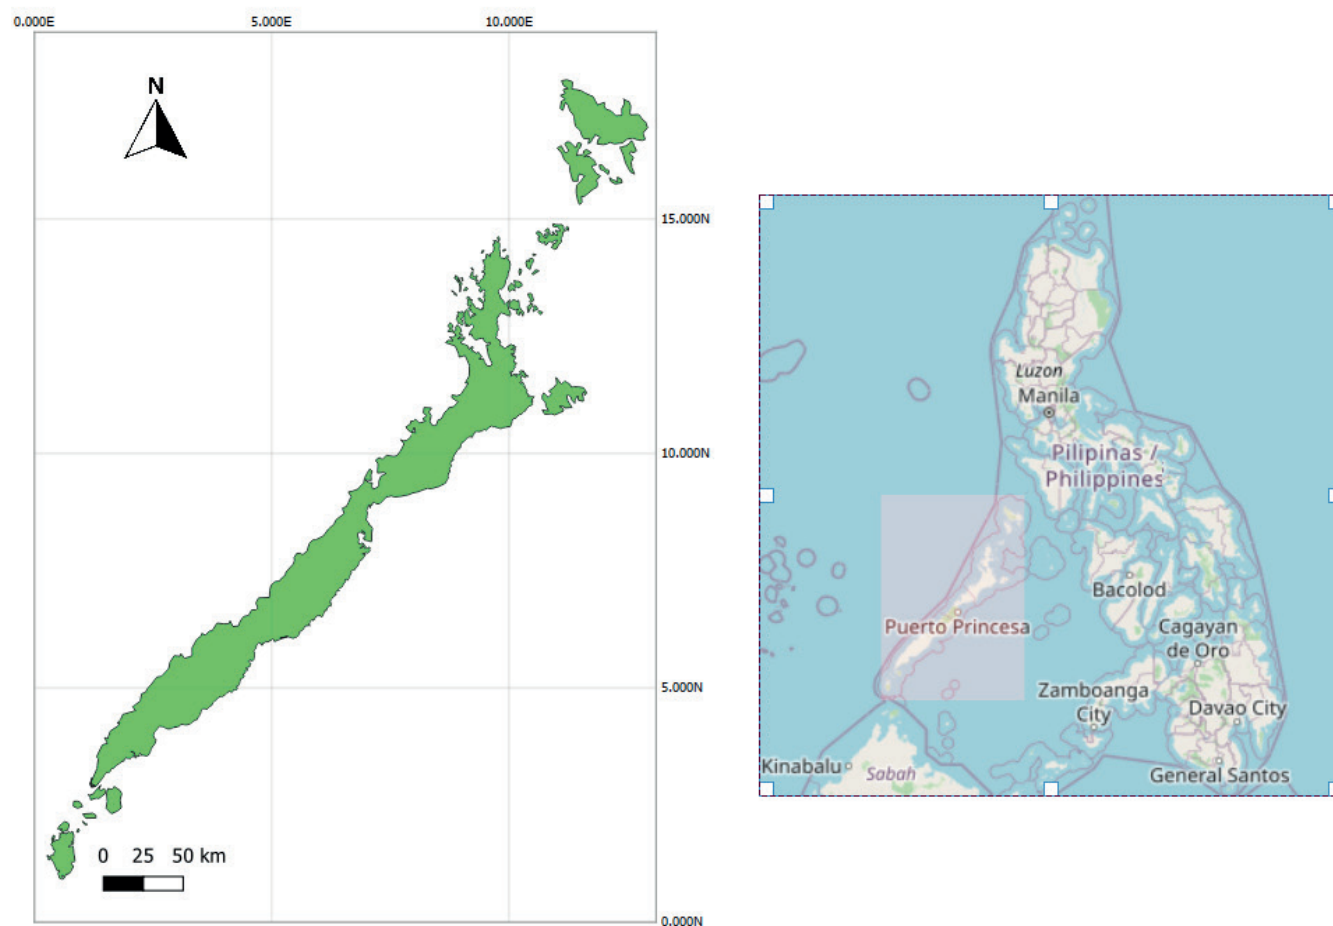 0.000E 5.000E 10.000E
N
15.000N
10.000N
5.000N
0 25 50 km
0.000N
Luzon
Manila
Pilipinas /
Philippines
Bacolod
Puerto Princesa
Cagayan
de Oro
Zamboanga
City
Davao City
Kinabalu
Sabah
General Santos